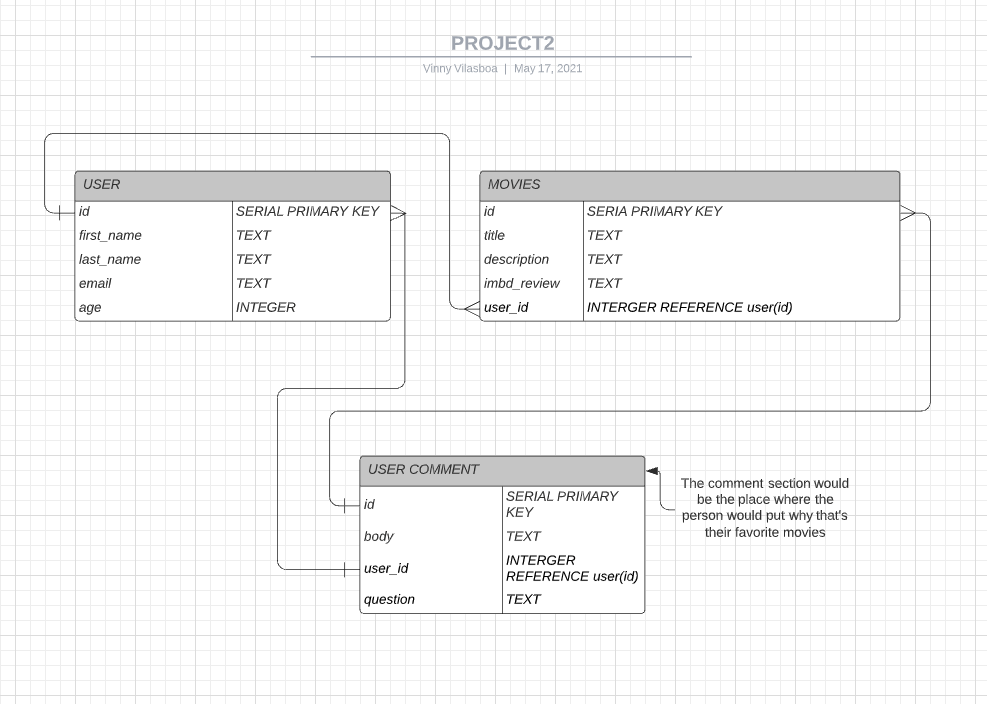 PROJECT2
Vinny Vilasboa | May 17, 2021
USER
id SERIAL PRIMARY KEY
first_name TEXT
last_name TEXT
email TEXT
age INTEGER
MOVIES
id SERIA PRIMARY KEY
title TEXT
description TEXT
imbd_review TEXT
user_id INTERGER REFERENCE user(id)
USER COMMENT
id SERIAL PRIMARY
KEY
body TEXT
user_id INTERGER
REFERENCE user(id)
question TEXT
The comment section would
be the place where the
person would put why that's
their favorite movies